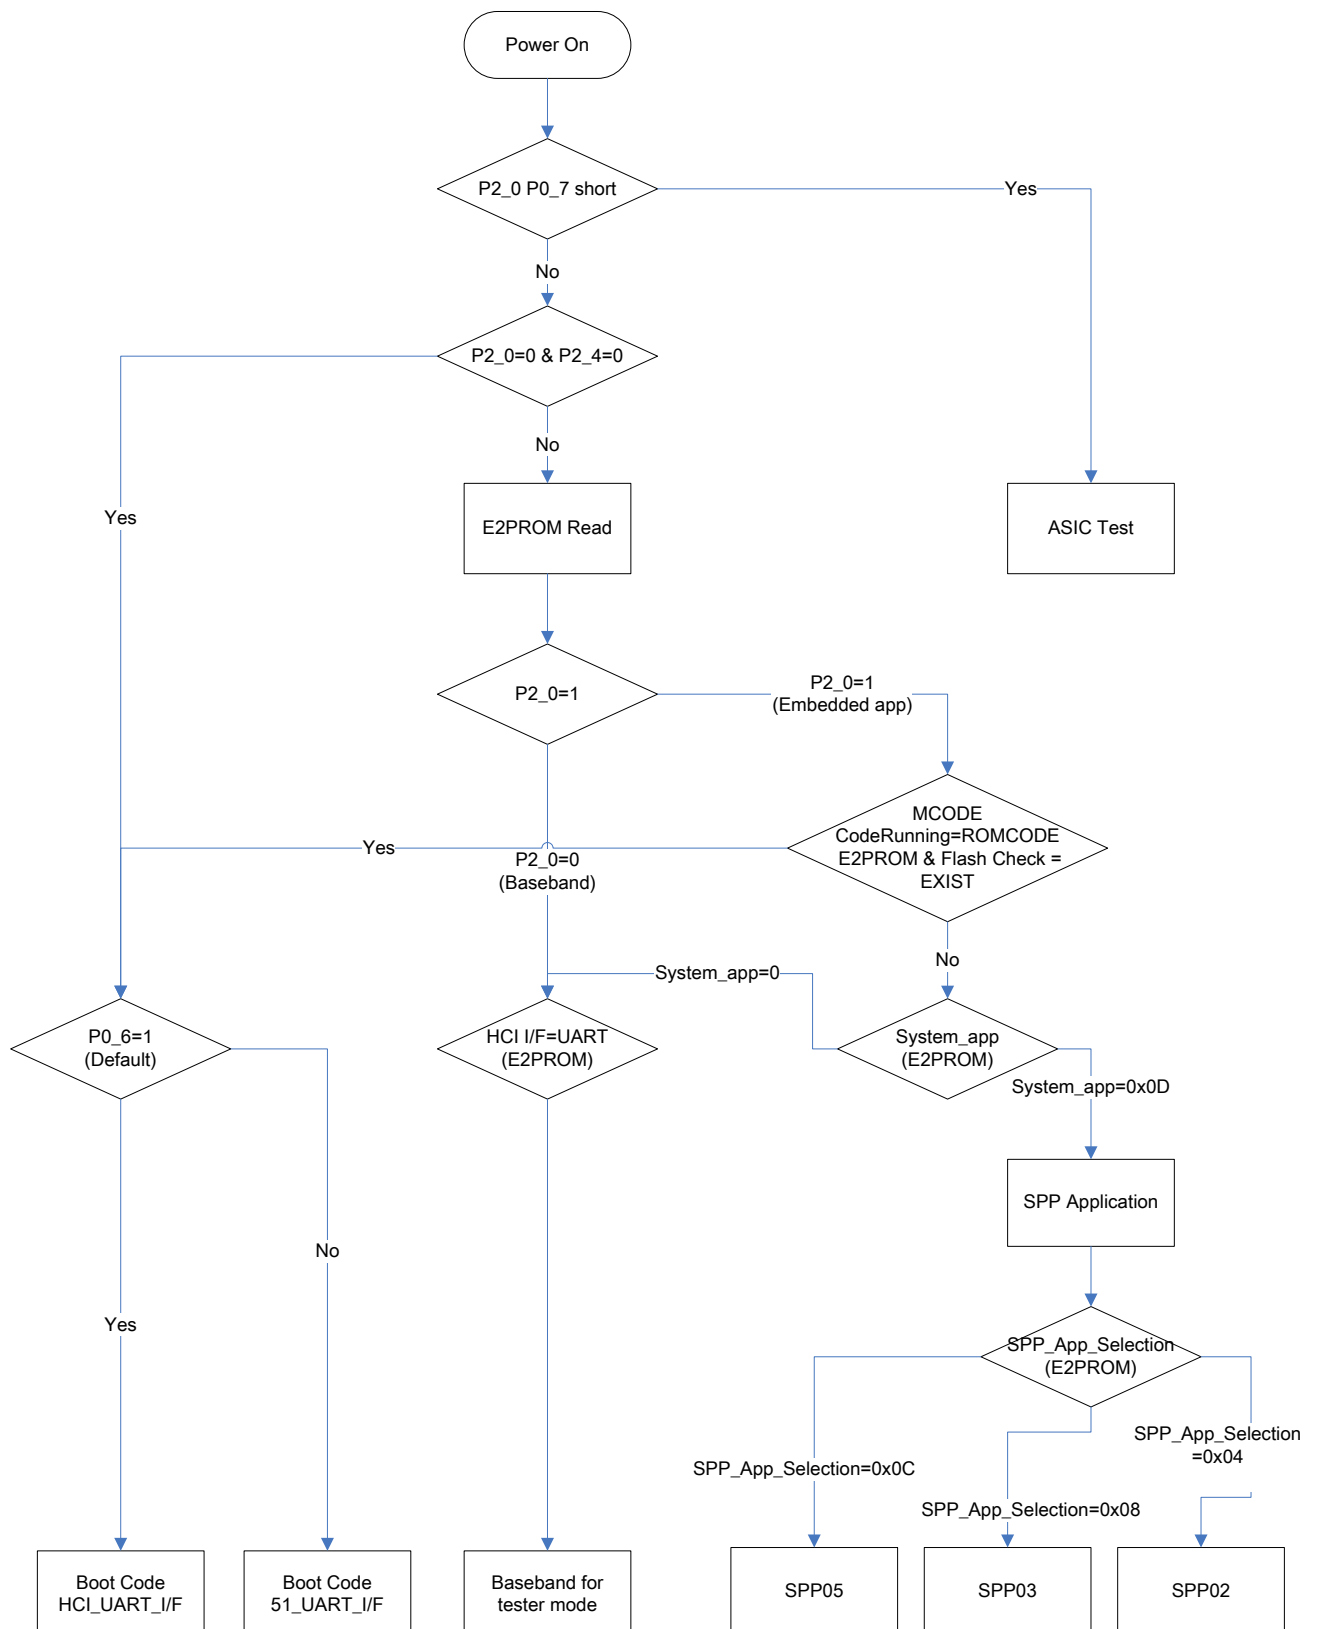 Power On
P2_0 P0_7 short
Yes
No
P2_0=0 & P2_4=0
No
Yes
E2PROM Read
ASIC Test
P2_0=1
P2_0=1
(Embedded app)
MCODE
CodeRunning=ROMCODE
E2PROM & Flash Check =
EXIST
Yes
P2_0=0
(Baseband)
No
System_app=0
P0_6=1
(Default)
HCI I/F=UART
(E2PROM)
System_app
(E2PROM)
System_app=0x0D
SPP Application
No
Yes
SPP_App_Selection
(E2PROM)
SPP_App_Selection
=0x04
SPP_App_Selection=0x0C
SPP_App_Selection=0x08
Boot Code
HCI_UART_I/F
Boot Code
51_UART_I/F
Baseband for
tester mode
SPP05
SPP03
SPP02